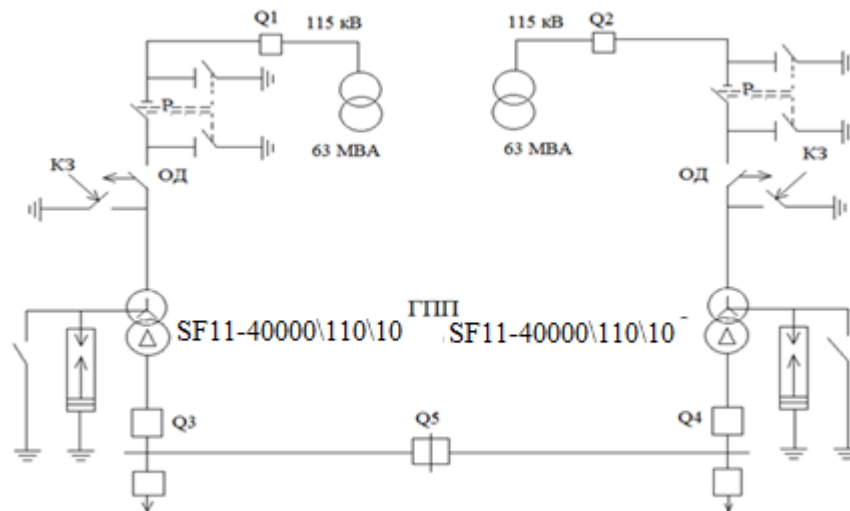 Q1
115 кВ
115 кВ
Q2
Р
Р
63 МВА
63 МВА
КЗ
ОД
ОД
КЗ
ГПП
SF11-40000\110\10
SF11-40000\110\10
Q3
Q5
Q4